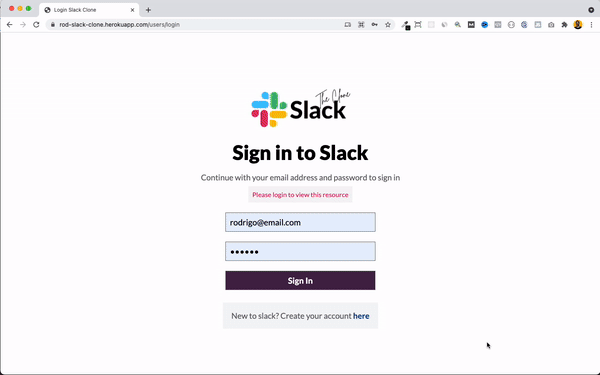 Login Slack Clone
rod-slack-clone.herokuapp.com/users/login
The Clone
Slack
Sign in to Slack
Continue with your email address and password to sign in
Please login to view this resource
rodrigo@email.com
••••••
Sign In
New to slack? Create your account here